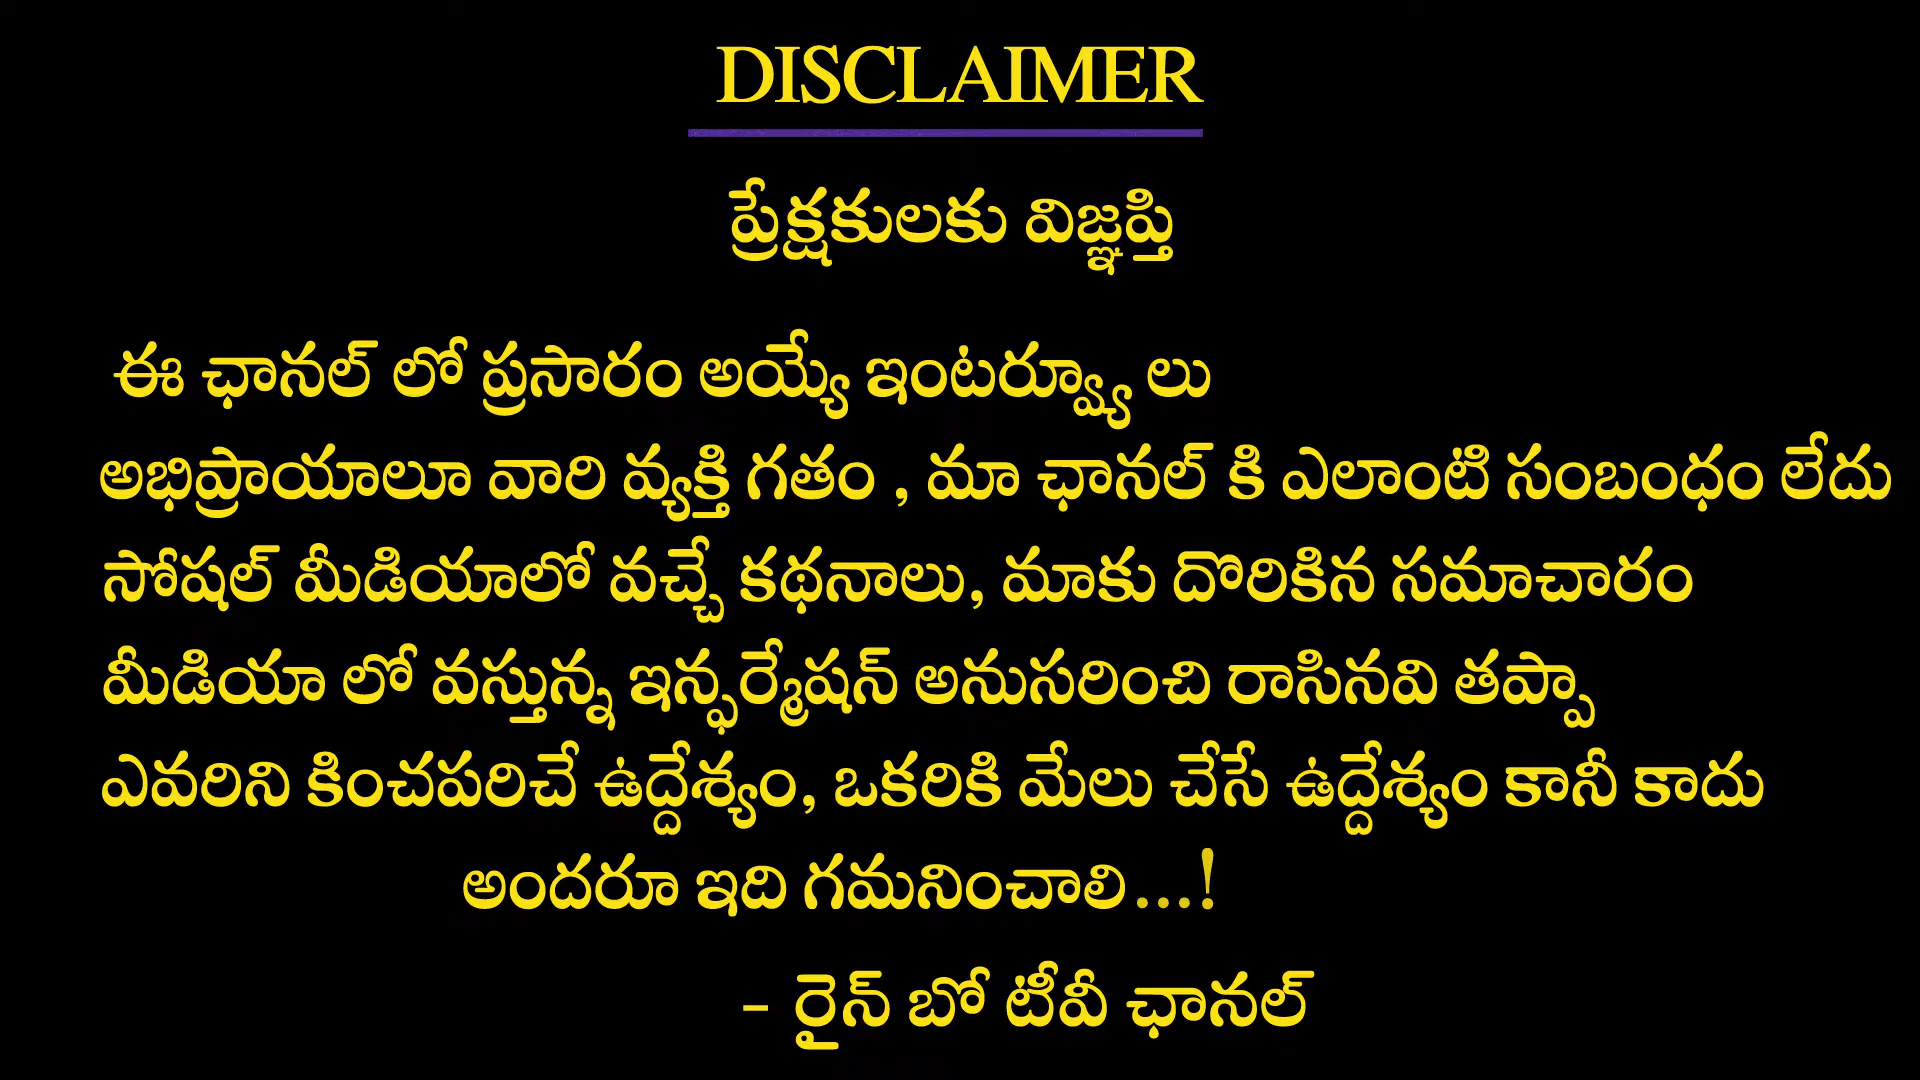 DISCLAIMER
ప్రేక్షకులకు విజ్ఞప్తి
ఈ ఛానల్ లో ప్రసారం అయ్యే ఇంటర్వ్యూ లు
అభిప్రాయాలూ వారి వ్యక్తి గతం , మా ఛానల్ కి ఎలాంటి సంబంధం లేదు
సోషల్ మీడియాలో వచ్చే కథనాలు, మాకు దొరికిన సమాచారం
మీడియా లో వస్తున్న ఇన్ఫర్మేషన్ అనుసరించి రాసినవి తప్పా
ఎవరిని కించపరిచే ఉద్దేశ్యం, ఒకరికి మేలు చేసే ఉద్దేశ్యం కానీ కాదు
అందరూ ఇది గమనించాలి...!
- రైన్ బో టీవీ ఛానల్